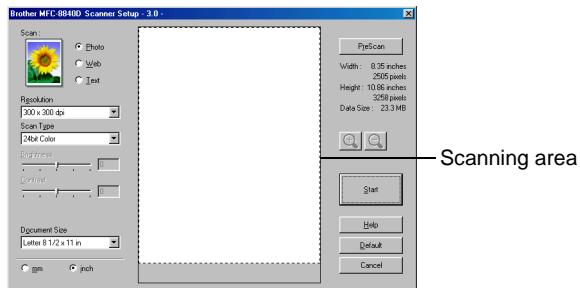 Brother MFC-8840D Scanner Setup - 3.0 -
Scan :
Photo
Web
Text
Resolution
300 x 300 dpi
Scan Type
24bit Color
Brightness
0
Contrast
0
Document Size
Letter 8 1/2 x 11 in
mm inch
PreScan
Width : 8.35 inches
2505 pixels
Height : 10.86 inches
3258 pixels
Data Size : 23.3 MB
Start
Help
Default
Cancel
Scanning area